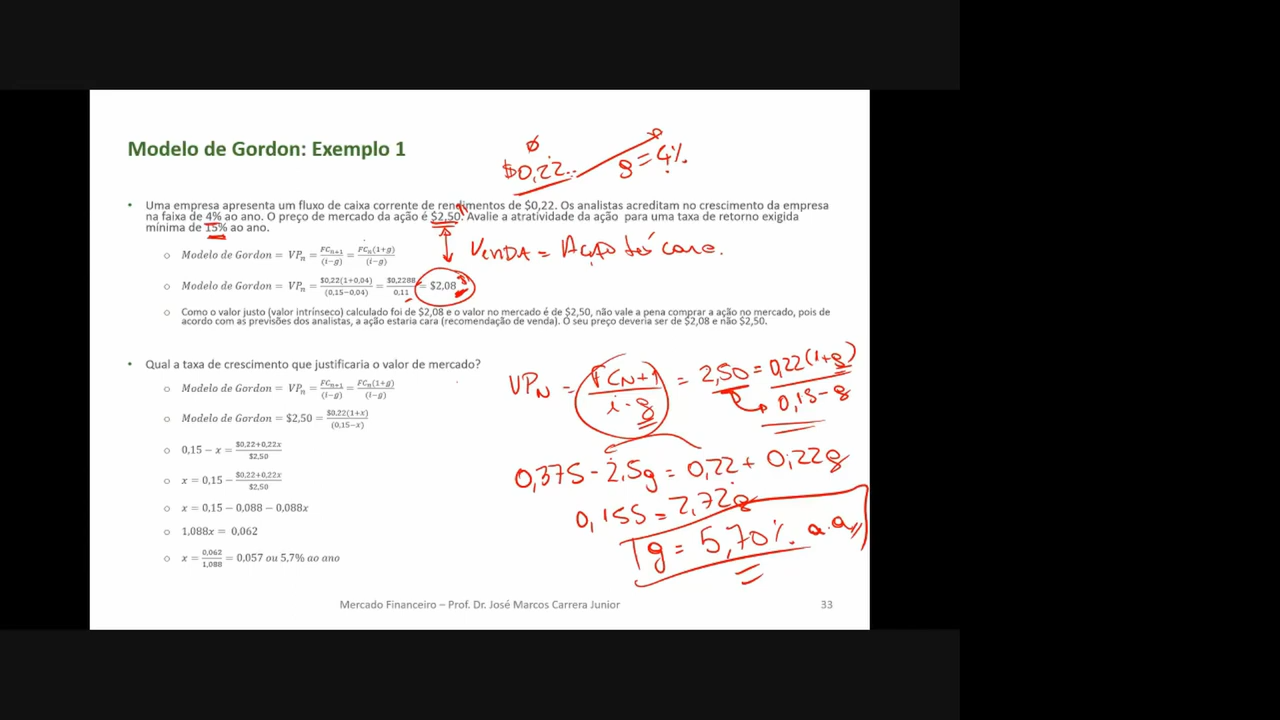 Modelo de Gordon: Exemplo 1
Ø
$0,22..
g = 4%
• Uma empresa apresenta um fluxo de caixa corrente de rendimentos de $0,22. Os analistas acreditam no crescimento da empresa
na faixa de 4% ao ano. O preço de mercado da ação é $2,50. Avalie a atratividade da ação para uma taxa de retorno exigida
mínima de 15% ao ano.
VENDA = AÇÃO tá cara.
○ Modelo de Gordon = VPₙ = FCₙ₊₁/(i−g) = FCₙ(1+g)/(i−g)
○ Modelo de Gordon = VPₙ = $0,22(1+0,04)/(0,15−0,04) = $0,2288/0,11 = $2,08
○ Como o valor justo (valor intrínseco) calculado foi de $2,08 e o valor no mercado é de $2,50, não vale a pena comprar a ação no mercado, pois de
acordo com as previsões dos analistas, a ação estaria cara (recomendação de venda). O seu preço deveria ser de $2,08 e não $2,50.
• Qual a taxa de crescimento que justificaria o valor de mercado?
○ Modelo de Gordon = VPₙ = FCₙ₊₁/(i−g) = FCₙ(1+g)/(i−g)
○ Modelo de Gordon = $2,50 = $0,22(1+x)/(0,15−x)
○ 0,15 − x = $0,22+0,22x/$2,50
○ x = 0,15 − $0,22+0,22x/$2,50
○ x = 0,15 − 0,088 − 0,088x
○ 1,088x = 0,062
○ x = 0,062/1,088 = 0,057 ou 5,7% ao ano
VPN = FCN+1/i-g = 2,50 = 0,22(1+g)/0,15-g
0,375 - 2,5g = 0,22 + 0,22g
0,155 = 2,72g
g = 5,70% a.a
Mercado Financeiro – Prof. Dr. José Marcos Carrera Junior
33